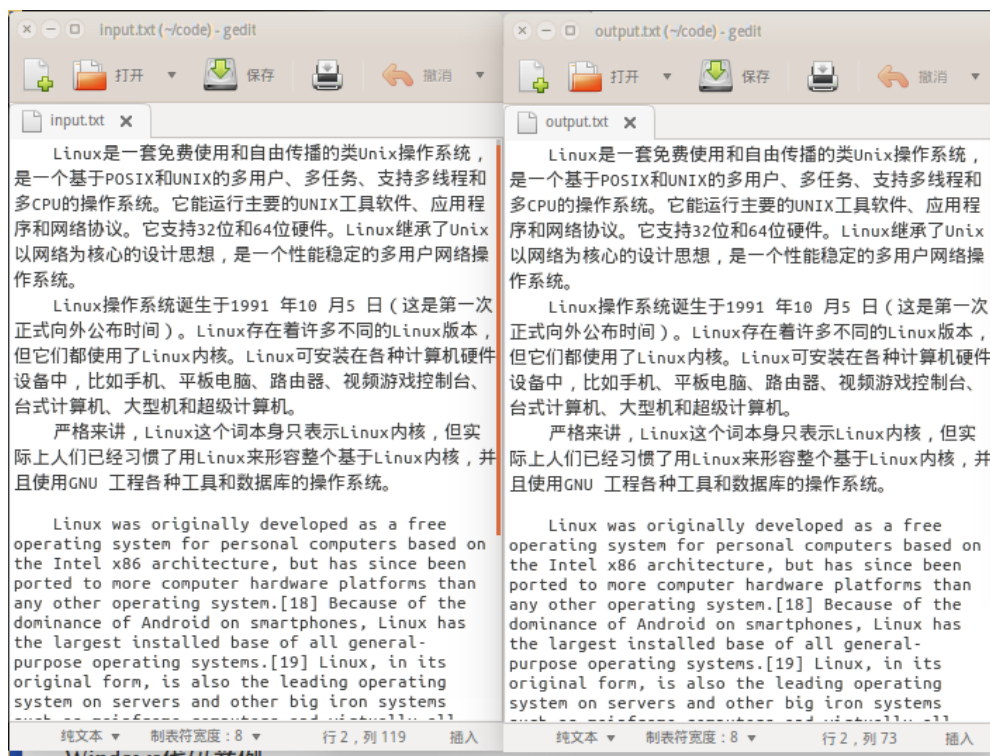 input.txt (~/code) - gedit
打开 保存 撤消
input.txt
Linux是一套免费使用和自由传播的类Unix操作系统，
是一个基于POSIX和UNIX的多用户、多任务、支持多线程和
多CPU的操作系统。它能运行主要的UNIX工具软件、应用程
序和网络协议。它支持32位和64位硬件。Linux继承了Unix
以网络为核心的设计思想，是一个性能稳定的多用户网络操
作系统。
Linux操作系统诞生于1991 年10 月5 日（这是第一次
正式向外公布时间）。Linux存在着许多不同的Linux版本，
但它们都使用了Linux内核。Linux可安装在各种计算机硬件
设备中，比如手机、平板电脑、路由器、视频游戏控制台、
台式计算机、大型机和超级计算机。
严格来讲，Linux这个词本身只表示Linux内核，但实
际上人们已经习惯了用Linux来形容整个基于Linux内核，并
且使用GNU 工程各种工具和数据库的操作系统。
Linux was originally developed as a free
operating system for personal computers based on
the Intel x86 architecture, but has since been
ported to more computer hardware platforms than
any other operating system.[18] Because of the
dominance of Android on smartphones, Linux has
the largest installed base of all general-
purpose operating systems.[19] Linux, in its
original form, is also the leading operating
system on servers and other big iron systems
纯文本 制表符宽度：8 行 2，列 119 插入
output.txt (~/code) - gedit
打开 保存 撤消
output.txt
Linux是一套免费使用和自由传播的类Unix操作系统，
是一个基于POSIX和UNIX的多用户、多任务、支持多线程和
多CPU的操作系统。它能运行主要的UNIX工具软件、应用程
序和网络协议。它支持32位和64位硬件。Linux继承了Unix
以网络为核心的设计思想，是一个性能稳定的多用户网络操
作系统。
Linux操作系统诞生于1991 年10 月5 日（这是第一次
正式向外公布时间）。Linux存在着许多不同的Linux版本，
但它们都使用了Linux内核。Linux可安装在各种计算机硬件
设备中，比如手机、平板电脑、路由器、视频游戏控制台、
台式计算机、大型机和超级计算机。
严格来讲，Linux这个词本身只表示Linux内核，但实
际上人们已经习惯了用Linux来形容整个基于Linux内核，并
且使用GNU 工程各种工具和数据库的操作系统。
Linux was originally developed as a free
operating system for personal computers based on
the Intel x86 architecture, but has since been
ported to more computer hardware platforms than
any other operating system.[18] Because of the
dominance of Android on smartphones, Linux has
the largest installed base of all general-
purpose operating systems.[19] Linux, in its
original form, is also the leading operating
system on servers and other big iron systems
纯文本 制表符宽度：8 行 2，列 73 插入